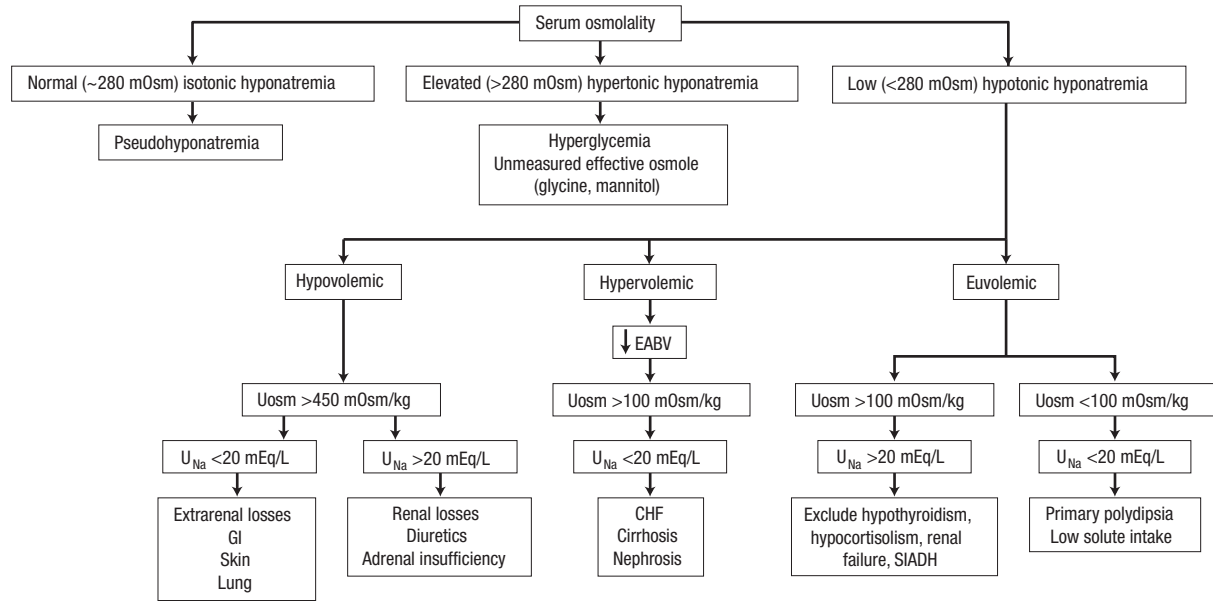 Serum osmolality
Normal (~280 mOsm) isotonic hyponatremia
Elevated (>280 mOsm) hypertonic hyponatremia
Low (<280 mOsm) hypotonic hyponatremia
Pseudohyponatremia
Hyperglycemia
Unmeasured effective osmole
(glycine, mannitol)
Hypovolemic
Hypervolemic
Euvolemic
↓ EABV
Uosm >450 mOsm/kg
Uosm >100 mOsm/kg
Uosm >100 mOsm/kg
Uosm <100 mOsm/kg
UNa <20 mEq/L
UNa >20 mEq/L
UNa <20 mEq/L
UNa >20 mEq/L
UNa <20 mEq/L
Extrarenal losses
GI
Skin
Lung
Renal losses
Diuretics
Adrenal insufficiency
CHF
Cirrhosis
Nephrosis
Exclude hypothyroidism,
hypocortisolism, renal
failure, SIADH
Primary polydipsia
Low solute intake